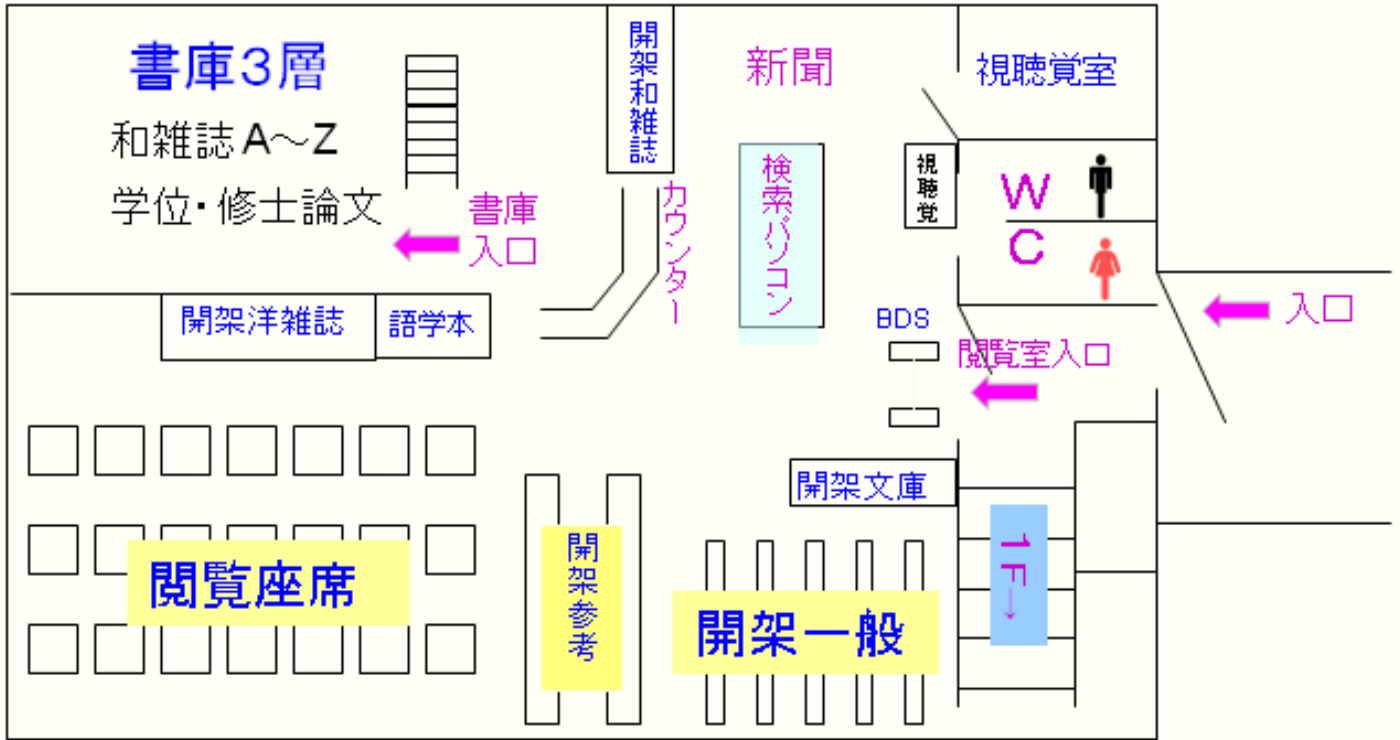 書庫3層
和雑誌A～Z
学位・修士論文
書庫
入口
開架和雑誌
カウンター
新聞
検索パソコン
視聴覚室
視聴覚
W
C
入口
開架洋雑誌
語学本
BDS
閲覧室入口
開架文庫
1F→
閲覧座席
開架参考
開架一般